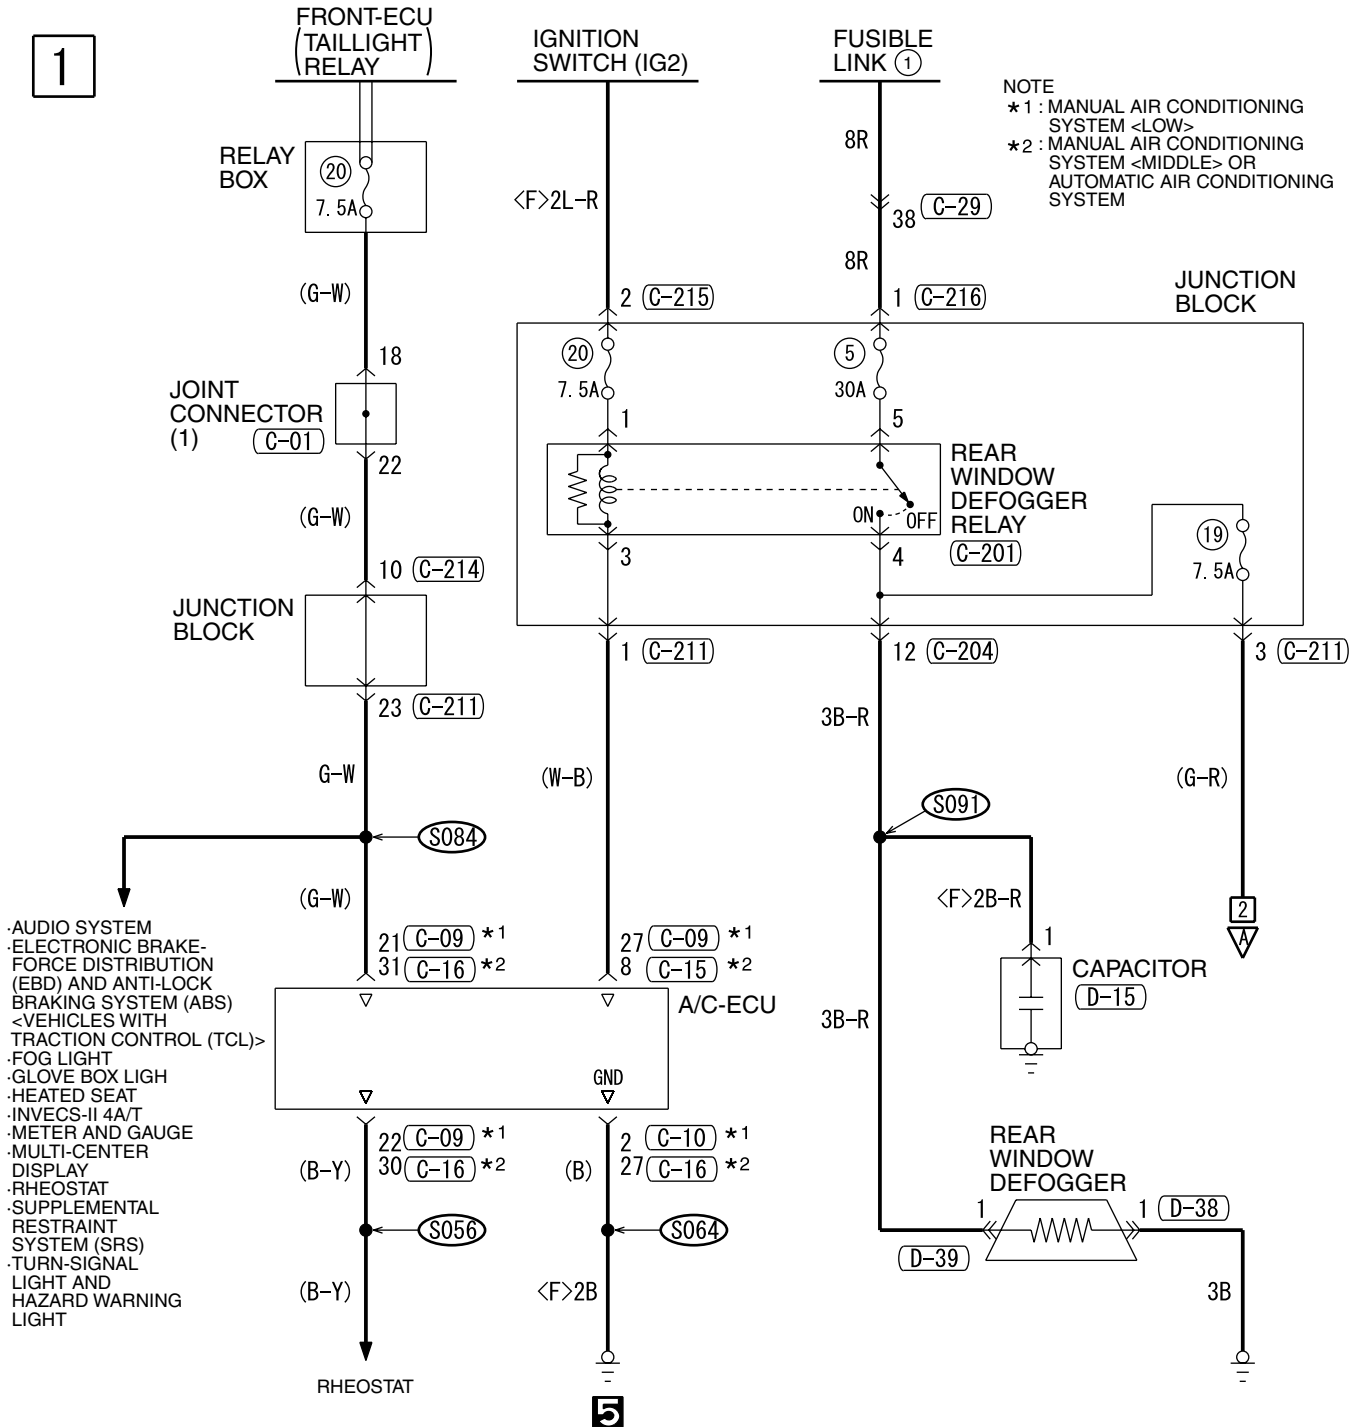 1
FRONT-ECU
(TAILLIGHT
RELAY)
IGNITION
SWITCH (IG2)
FUSIBLE
LINK ①
NOTE
*1 : MANUAL AIR CONDITIONING
SYSTEM <LOW>
*2 : MANUAL AIR CONDITIONING
SYSTEM <MIDDLE> OR
AUTOMATIC AIR CONDITIONING
SYSTEM
RELAY
BOX
20
7.5A
<F>2L-R
8R
38 C-29
8R
(G-W)
2 C-215
1 C-216
JUNCTION
BLOCK
18
JOINT
CONNECTOR
(1) C-01
22
20
7.5A
5
30A
1
5
REAR
WINDOW
DEFOGGER
RELAY
C-201
ON
OFF
3
4
19
7.5A
(G-W)
10 C-214
JUNCTION
BLOCK
23 C-211
1 C-211
12 C-204
3 C-211
G-W
(W-B)
3B-R
(G-R)
S084
S091
(G-W)
<F>2B-R
2
A
·AUDIO SYSTEM
·ELECTRONIC BRAKE-
FORCE DISTRIBUTION
(EBD) AND ANTI-LOCK
BRAKING SYSTEM (ABS)
<VEHICLES WITH
TRACTION CONTROL (TCL)>
·FOG LIGHT
·GLOVE BOX LIGH
·HEATED SEAT
·INVECS-II 4A/T
·METER AND GAUGE
·MULTI-CENTER
DISPLAY
·RHEOSTAT
·SUPPLEMENTAL
RESTRAINT
SYSTEM (SRS)
·TURN-SIGNAL
LIGHT AND
HAZARD WARNING
LIGHT
21 C-09 *1
31 C-16 *2
27 C-09 *1
8 C-15 *2
A/C-ECU
1
CAPACITOR
D-15
3B-R
GND
22 C-09 *1
30 C-16 *2
2 C-10 *1
27 C-16 *2
(B-Y)
(B)
S056
S064
REAR
WINDOW
DEFOGGER
1
1 D-38
D-39
(B-Y)
<F>2B
3B
RHEOSTAT
5